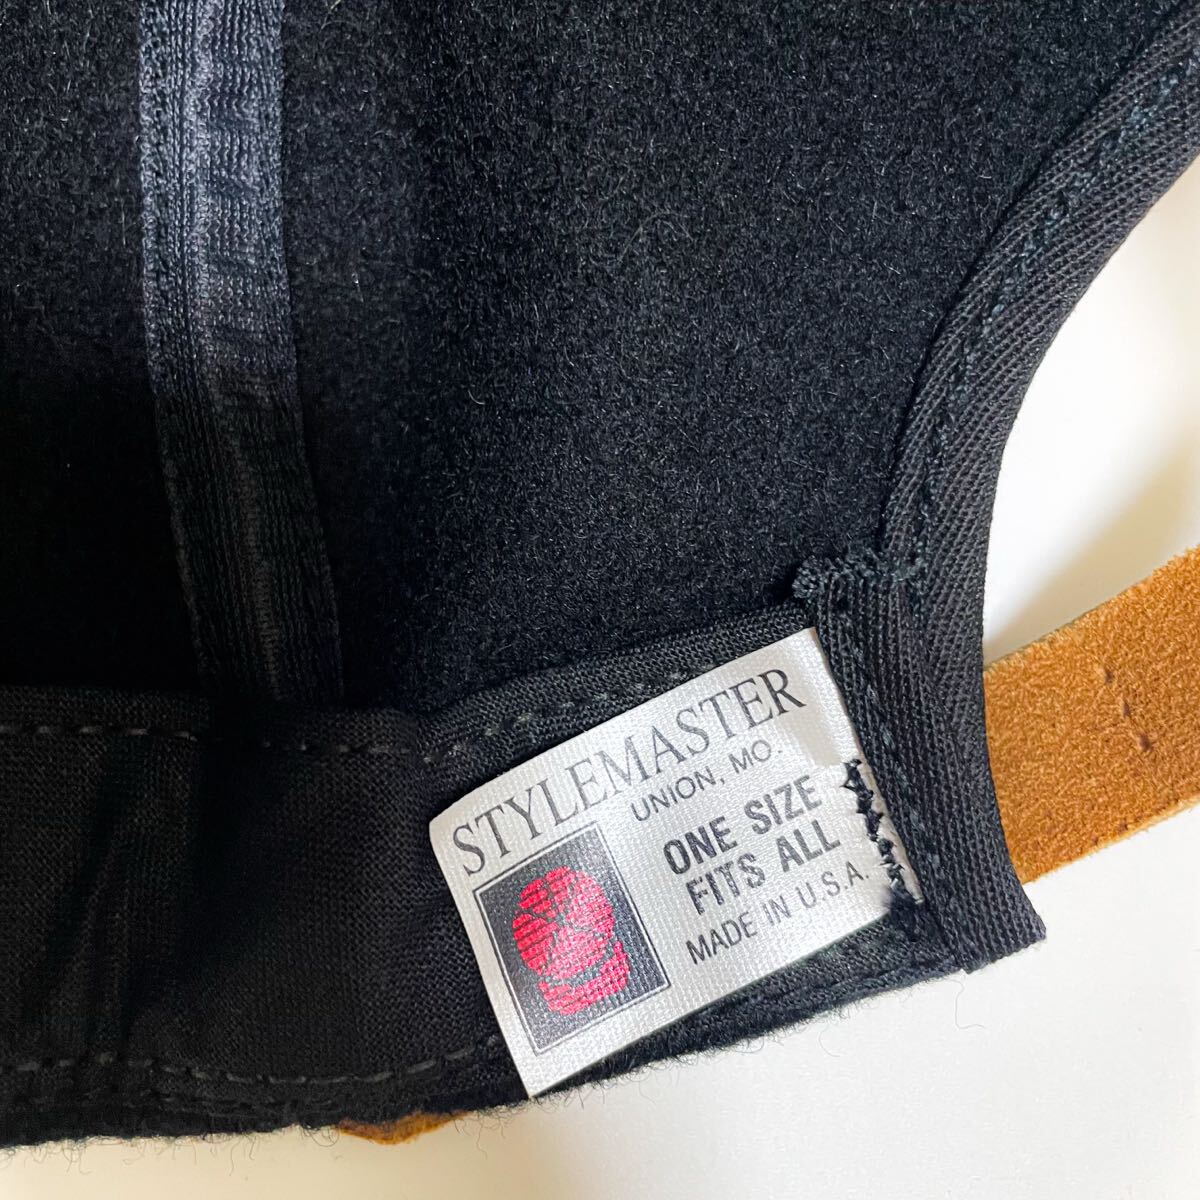 STYLEMASTER
UNION, MO.
ONE SIZE
FITS ALL
MADE IN U.S.A.